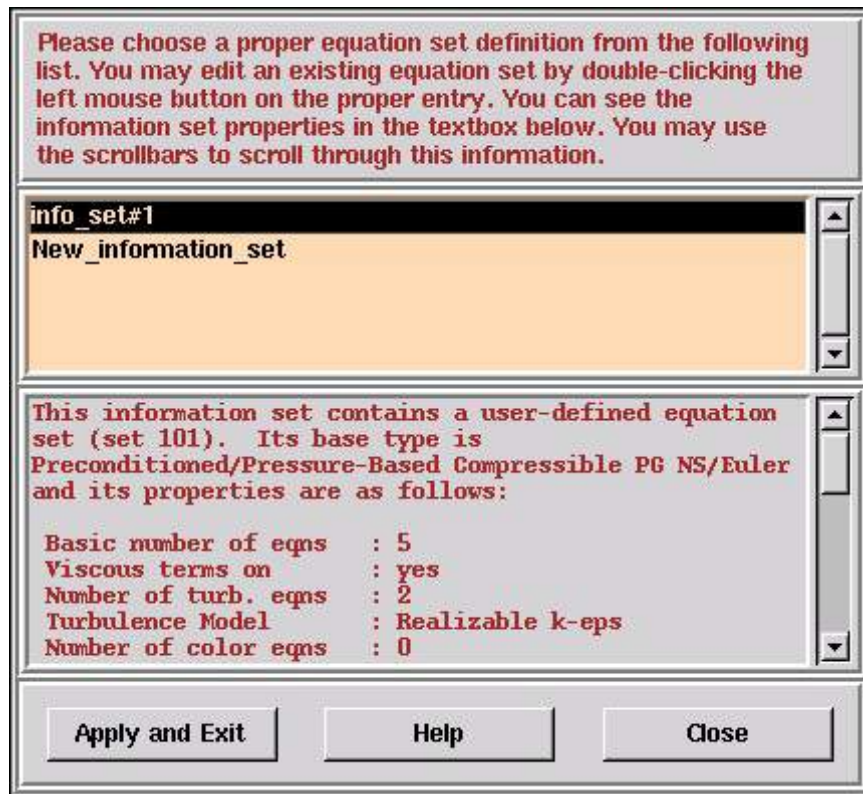 Please choose a proper equation set definition from the following
list. You may edit an existing equation set by double-clicking the
left mouse button on the proper entry. You can see the
information set properties in the textbox below. You may use
the scrollbars to scroll through this information.
info_set#1
New_information_set
This information set contains a user-defined equation
set (set 101). Its base type is
Preconditioned/Pressure-Based Compressible PG NS/Euler
and its properties are as follows:
Basic number of eqns : 5
Viscous terms on : yes
Number of turb. eqns : 2
Turbulence Model : Realizable k-eps
Number of color eqns : 0
Apply and Exit Help Close